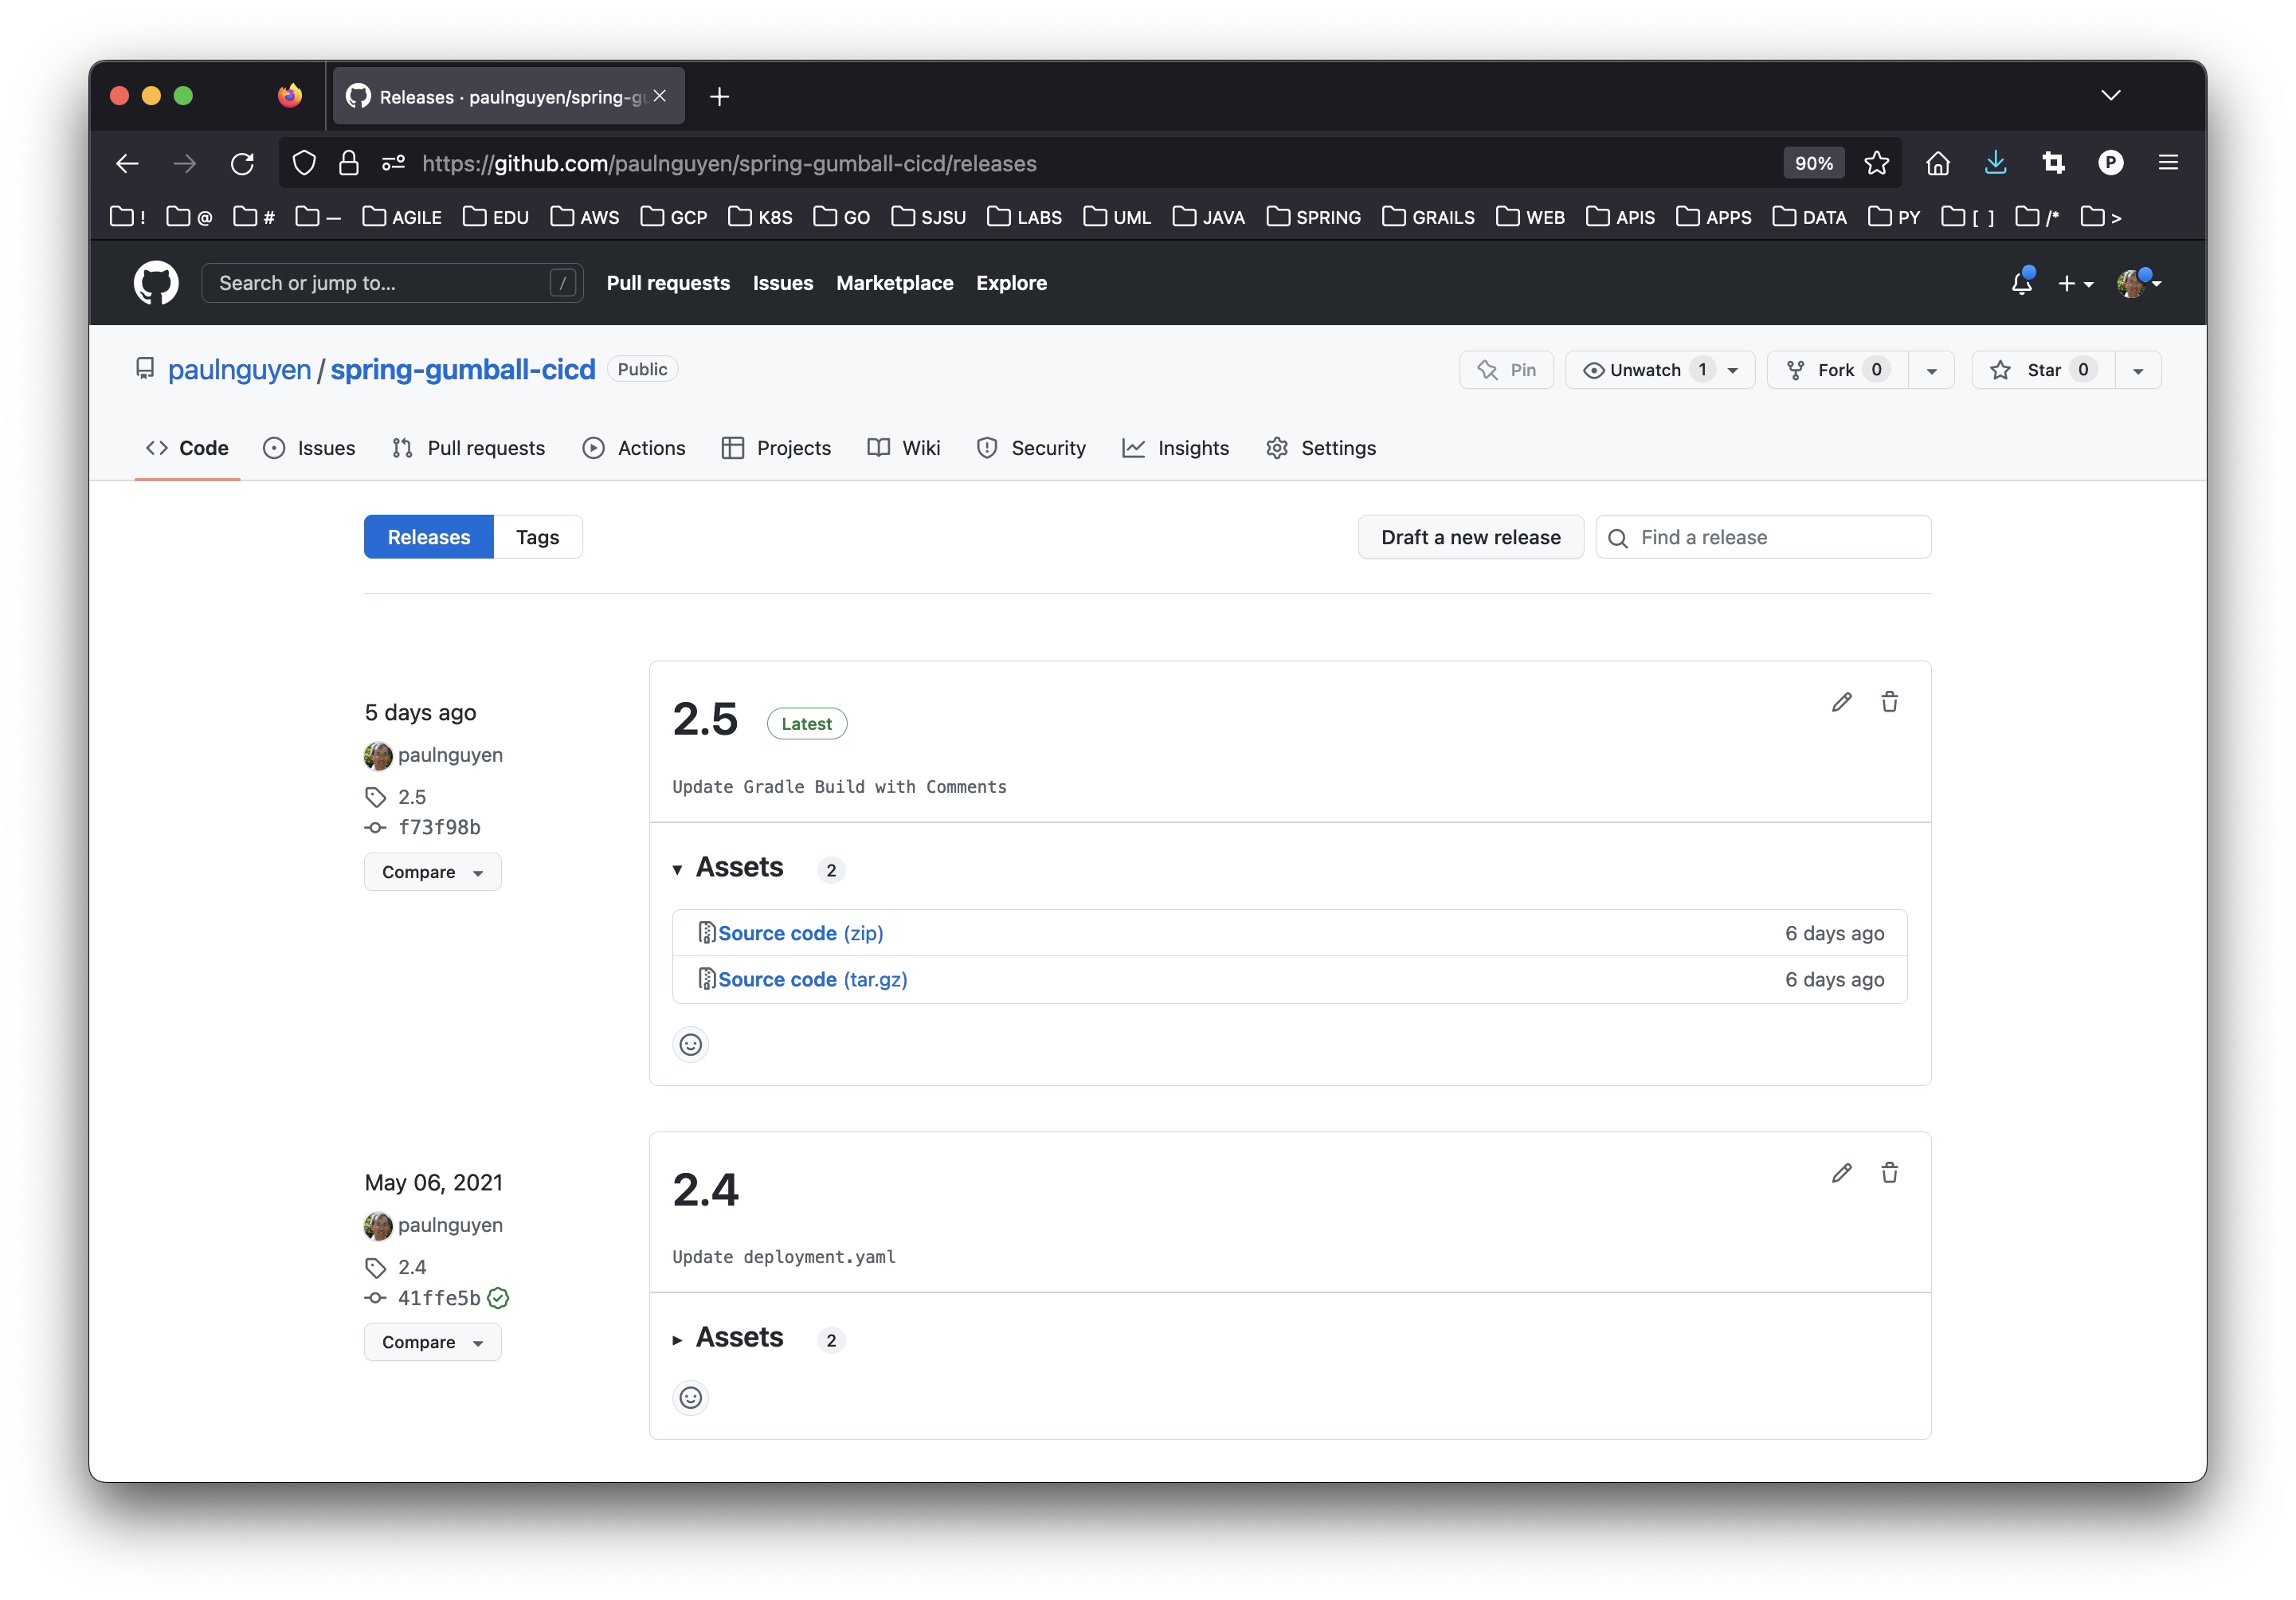 Releases · paulnguyen/spring-gu
https://github.com/paulnguyen/spring-gumball-cicd/releases 90% P
! @ # — AGILE EDU AWS GCP K8S GO SJSU LABS UML JAVA SPRING GRAILS WEB APIS APPS DATA PY [ ] /* >
Search or jump to... / Pull requests Issues Marketplace Explore
paulnguyen / spring-gumball-cicd Public Pin Unwatch 1 Fork 0 Star 0
Code Issues Pull requests Actions Projects Wiki Security Insights Settings
Releases Tags Draft a new release Find a release
5 days ago
paulnguyen
2.5
f73f98b
Compare
2.5 Latest
Update Gradle Build with Comments
Assets 2
Source code (zip) 6 days ago
Source code (tar.gz) 6 days ago
May 06, 2021
paulnguyen
2.4
41ffe5b
Compare
2.4
Update deployment.yaml
Assets 2